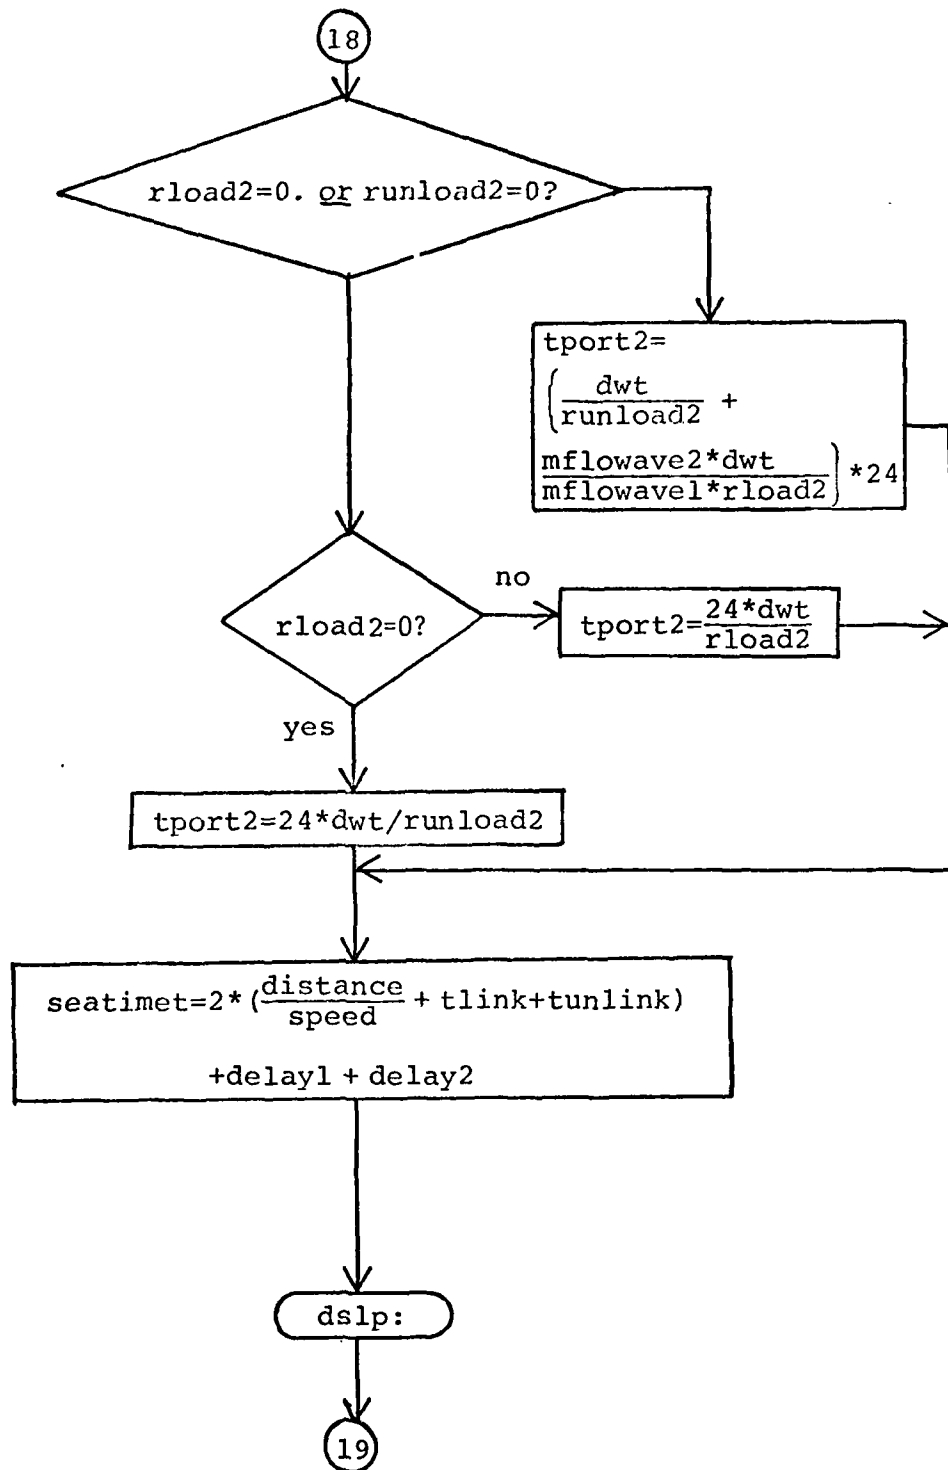 18
rload2=0. or runload2=0?
tport2=
(dwt
runload2 +
mflowave2*dwt
mflowave1*rload2) *24
rload2=0?
no
tport2=24*dwt
rload2
yes
tport2=24*dwt/runload2
seatimet=2*(distance
speed + tlink+tunlink)
+delay1 + delay2
dslp:
19